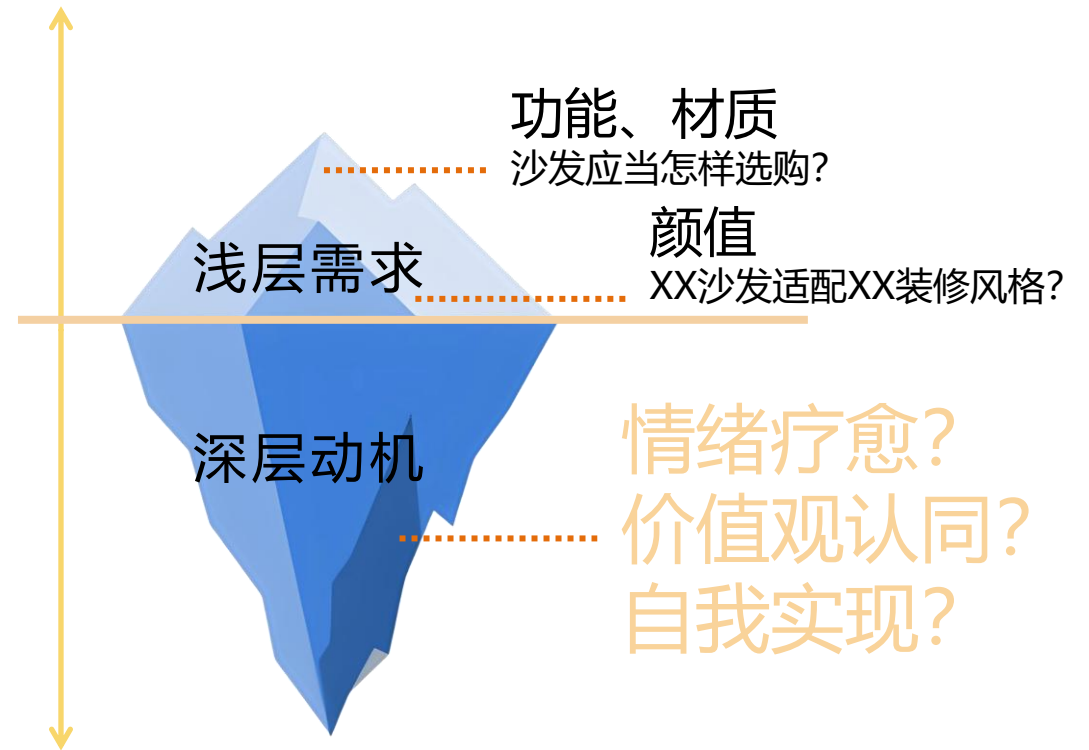 功能、材质
沙发应当怎样选购？
颜值
XX沙发适配XX装修风格？
浅层需求
深层动机
情绪疗愈？
价值观认同？
自我实现？